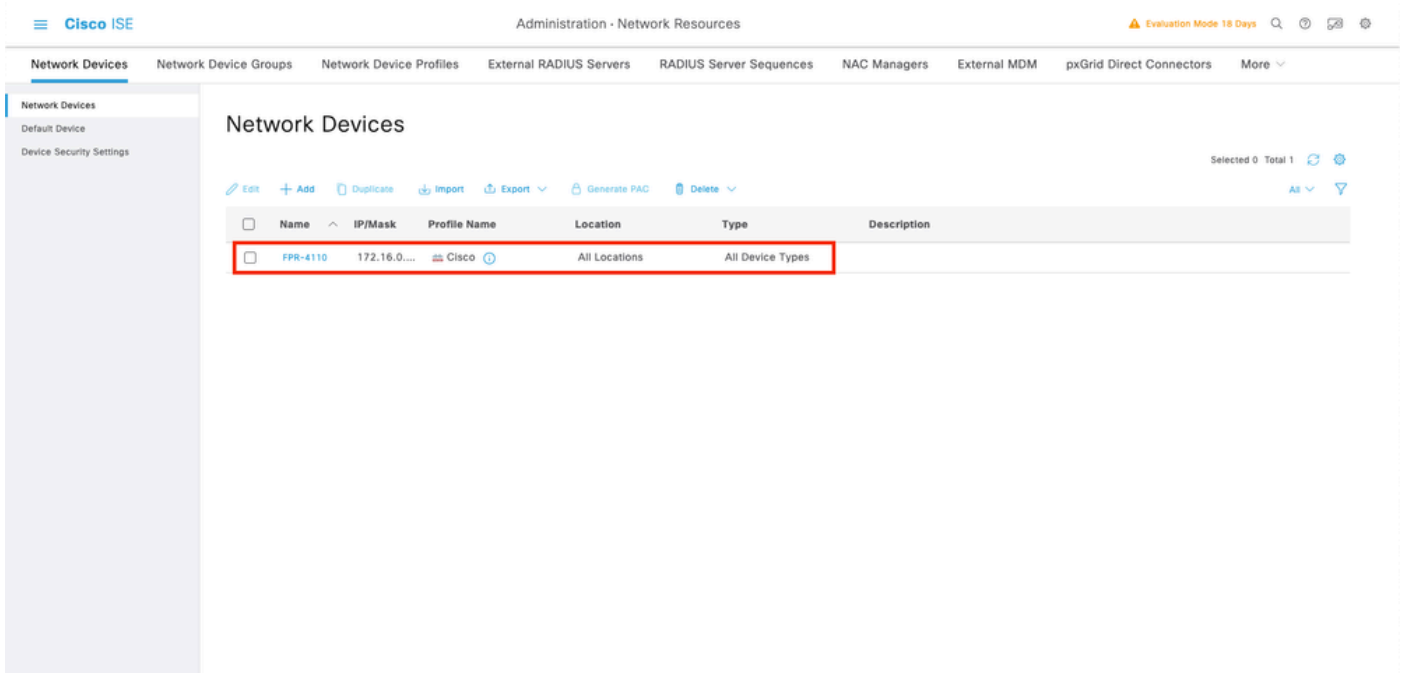 Cisco ISE Administration · Network Resources Evaluation Mode 18 Days
Network Devices Network Device Groups Network Device Profiles External RADIUS Servers RADIUS Server Sequences NAC Managers External MDM pxGrid Direct Connectors More
Network Devices
Default Device
Device Security Settings
Network Devices
Selected 0 Total 1
Edit Add Duplicate Import Export Generate PAC Delete All
Name IP/Mask Profile Name Location Type Description
FPR-4110 172.16.0.... Cisco All Locations All Device Types